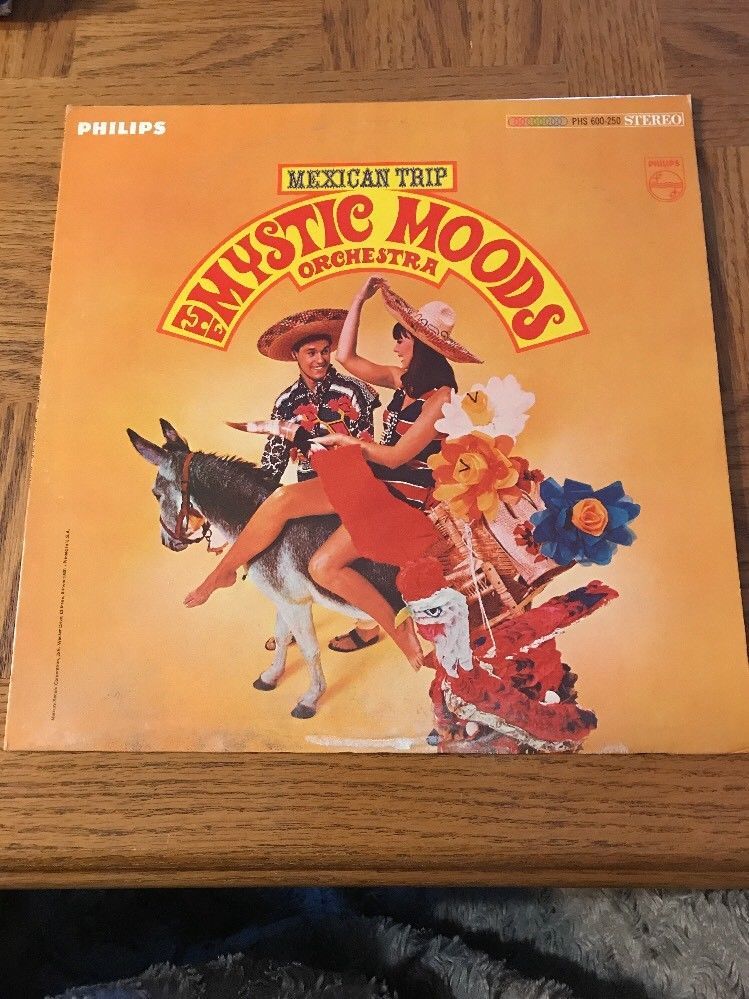 PHILIPS
PHS 600-250 STEREO
PHILIPS
MEXICAN TRIP
THE MYSTIC MOODS
ORCHESTRA